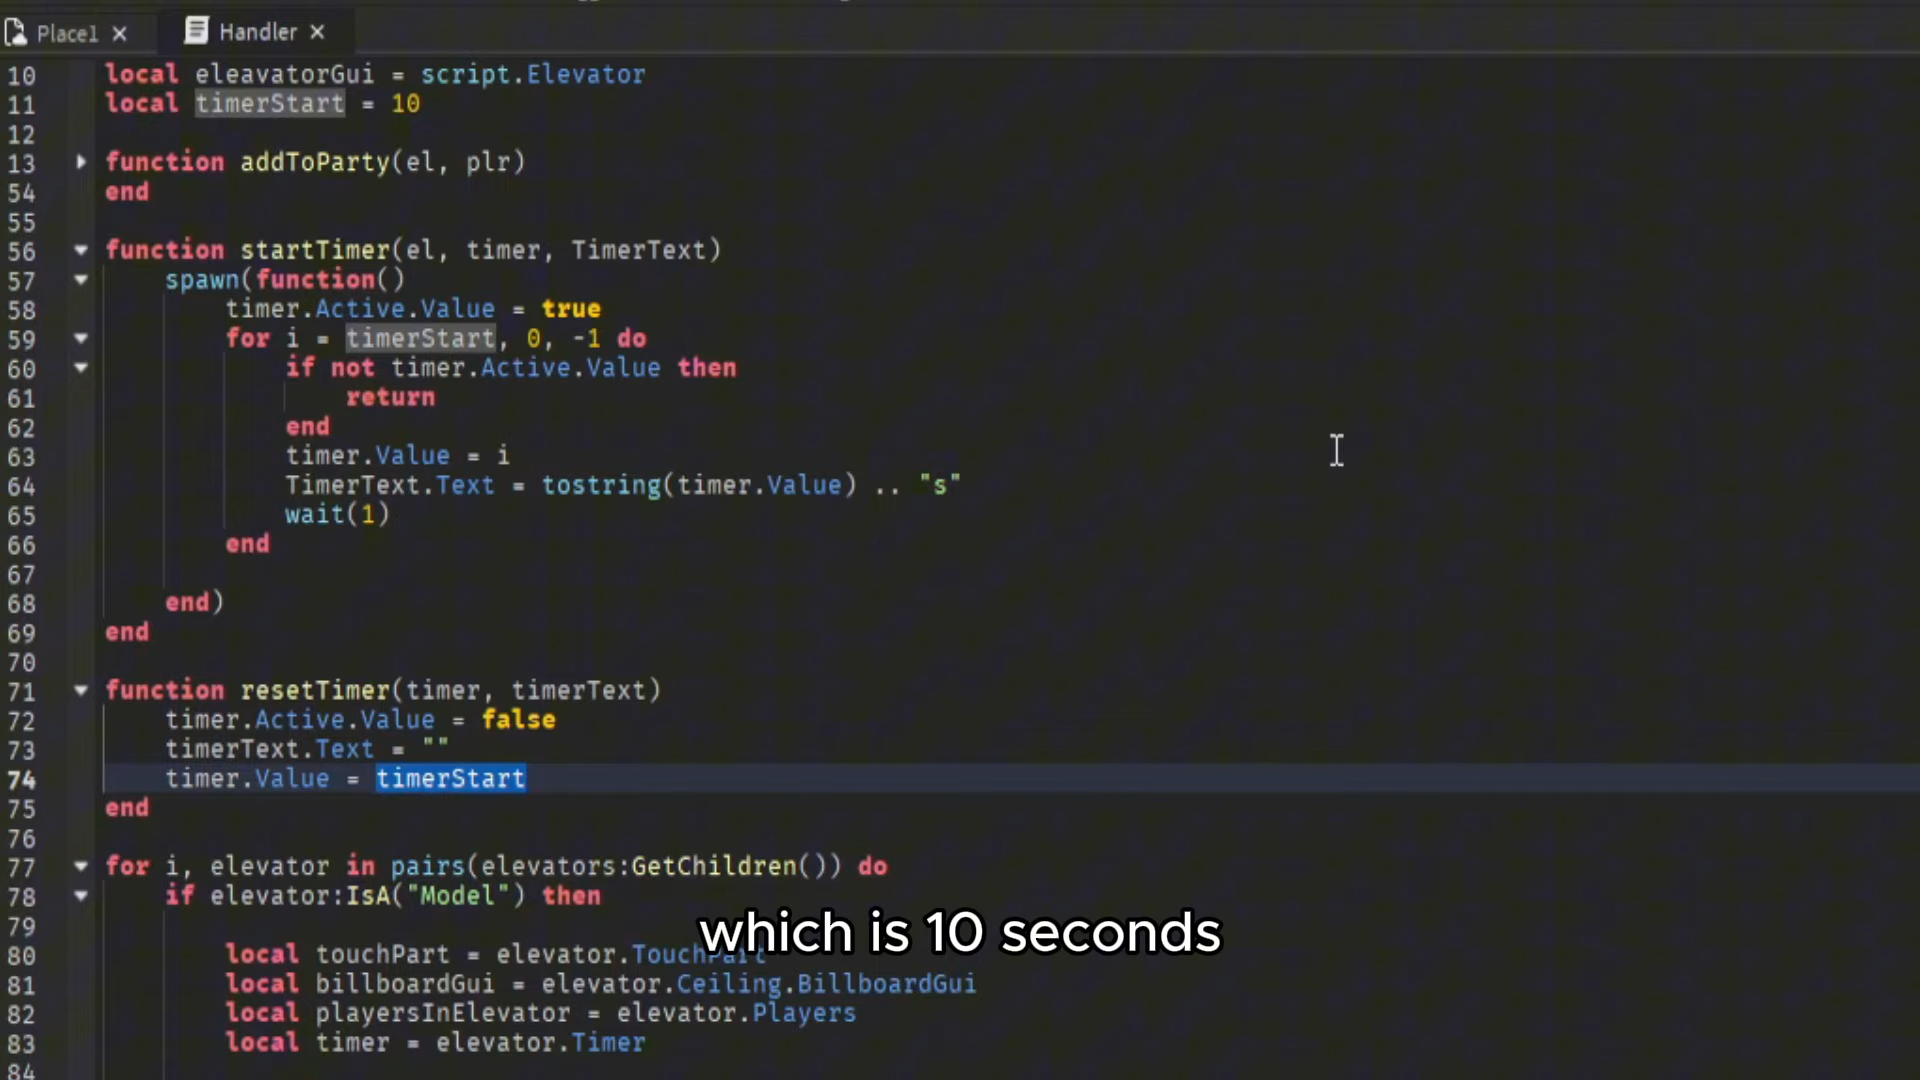 Place1 × Handler ×
10 local eleavatorGui = script.Elevator
11 local timerStart = 10
12
13 function addToParty(el, plr)
54 end
55
56 function startTimer(el, timer, TimerText)
57 spawn(function()
58 timer.Active.Value = true
59 for i = timerStart, 0, -1 do
60 if not timer.Active.Value then
61 return
62 end
63 timer.Value = i
64 TimerText.Text = tostring(timer.Value) .. "s"
65 wait(1)
66 end
67
68 end)
69 end
70
71 function resetTimer(timer, timerText)
72 timer.Active.Value = false
73 timerText.Text = ""
74 timer.Value = timerStart
75 end
76
77 for i, elevator in pairs(elevators:GetChildren()) do
78 if elevator:IsA("Model") then
79
which is 10 seconds
80 local touchPart = elevator.TouchPart
81 local billboardGui = elevator.Ceiling.BillboardGui
82 local playersInElevator = elevator.Players
83 local timer = elevator.Timer
84